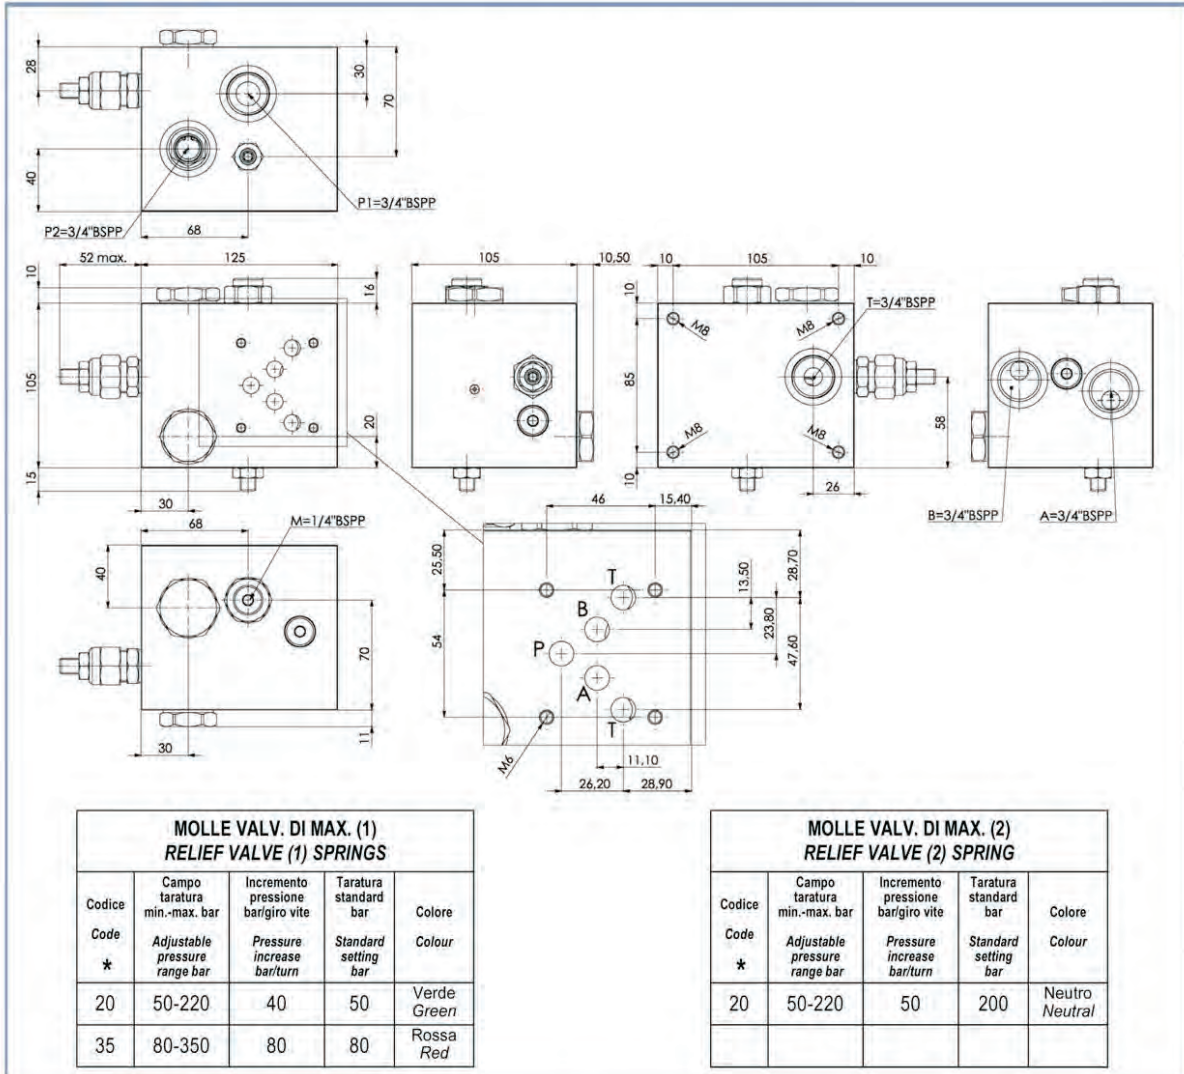 28
30
70
40
P1=3/4"BSPP
P2=3/4"BSPP
68
10
52 max.
125
16
105
20
15
30
105
10,50
10
105
10
10
M8
M8
T=3/4"BSPP
85
M8
M8
58
10
26
B=3/4"BSPP
A=3/4"BSPP
68
M=1/4"BSPP
40
70
30
11
46
15,40
25,50
28,70
13,50
23,80
47,60
54
T
B
P
A
T
M6
11,10
26,20
28,90
MOLLE VALV. DI MAX. (1)
RELIEF VALVE (1) SPRINGS
Codice
Code
*
Campo
taratura
min.-max. bar
Adjustable
pressure
range bar
Incremento
pressione
bar/giro vite
Pressure
increase
bar/turn
Taratura
standard
bar
Standard
setting
bar
Colore
Colour
20 50-220 40 50 Verde
Green
35 80-350 80 80 Rossa
Red
MOLLE VALV. DI MAX. (2)
RELIEF VALVE (2) SPRING
Codice
Code
*
Campo
taratura
min.-max. bar
Adjustable
pressure
range bar
Incremento
pressione
bar/giro vite
Pressure
increase
bar/turn
Taratura
standard
bar
Standard
setting
bar
Colore
Colour
20 50-220 50 200 Neutro
Neutral